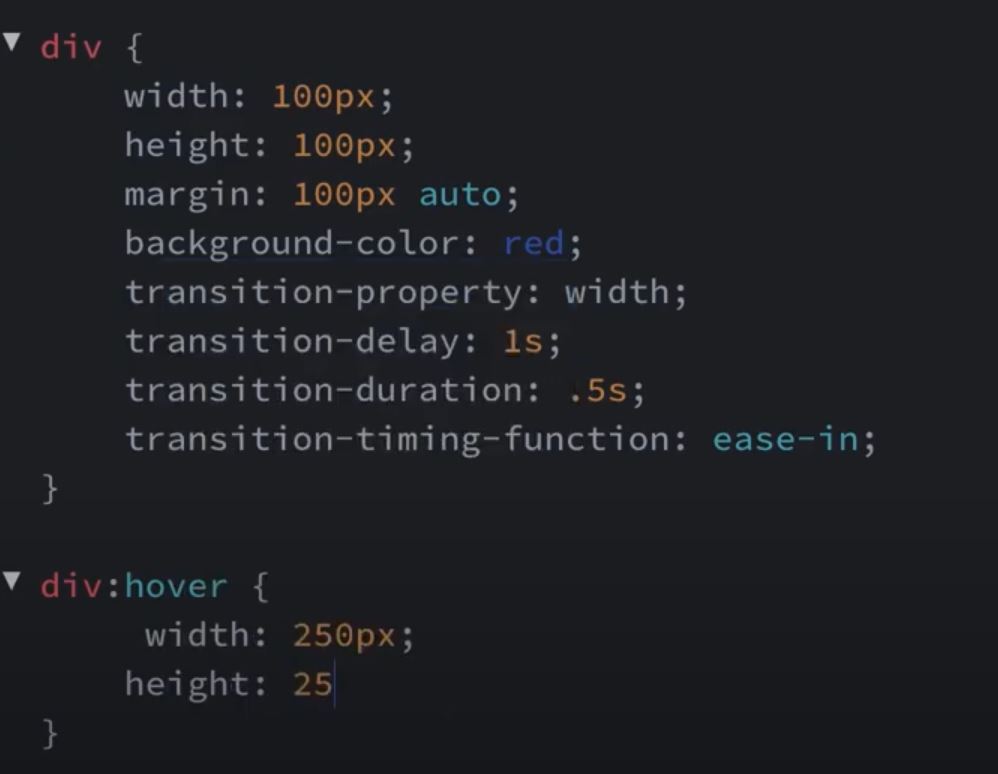 div {
width: 100px;
height: 100px;
margin: 100px auto;
background-color: red;
transition-property: width;
transition-delay: 1s;
transition-duration: .5s;
transition-timing-function: ease-in;
}
div:hover {
width: 250px;
height: 25
}